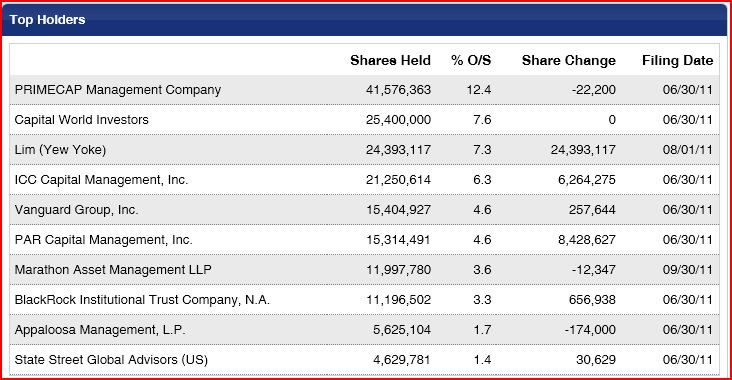 Top Holders
Shares Held % O/S Share Change Filing Date
PRIMECAP Management Company 41,576,363 12.4 -22,200 06/30/11
Capital World Investors 25,400,000 7.6 0 06/30/11
Lim (Yew Yoke) 24,393,117 7.3 24,393,117 08/01/11
ICC Capital Management, Inc. 21,250,614 6.3 6,264,275 06/30/11
Vanguard Group, Inc. 15,404,927 4.6 257,644 06/30/11
PAR Capital Management, Inc. 15,314,491 4.6 8,428,627 06/30/11
Marathon Asset Management LLP 11,997,780 3.6 -12,347 09/30/11
BlackRock Institutional Trust Company, N.A. 11,196,502 3.3 656,938 06/30/11
Appaloosa Management, L.P. 5,625,104 1.7 -174,000 06/30/11
State Street Global Advisors (US) 4,629,781 1.4 30,629 06/30/11